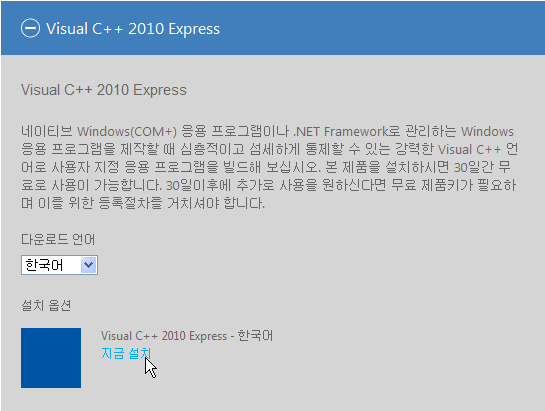 Visual C++ 2010 Express
Visual C++ 2010 Express
네이티브 Windows(COM+) 응용 프로그램이나 .NET Framework로 관리하는 Windows
응용 프로그램을 제작할 때 심층적이고 섬세하게 통제할 수 있는 강력한 Visual C++ 언
어로 사용자 지정 응용 프로그램을 빌드해 보십시오. 본 제품을 설치하시면 30일간 무
료로 사용이 가능합니다. 30일이후에 추가로 사용을 원하신다면 무료 제품키가 필요하
며 이를 위한 등록절차를 거치셔야 합니다.
다운로드 언어
한국어
설치 옵션
Visual C++ 2010 Express - 한국어
지금 설치